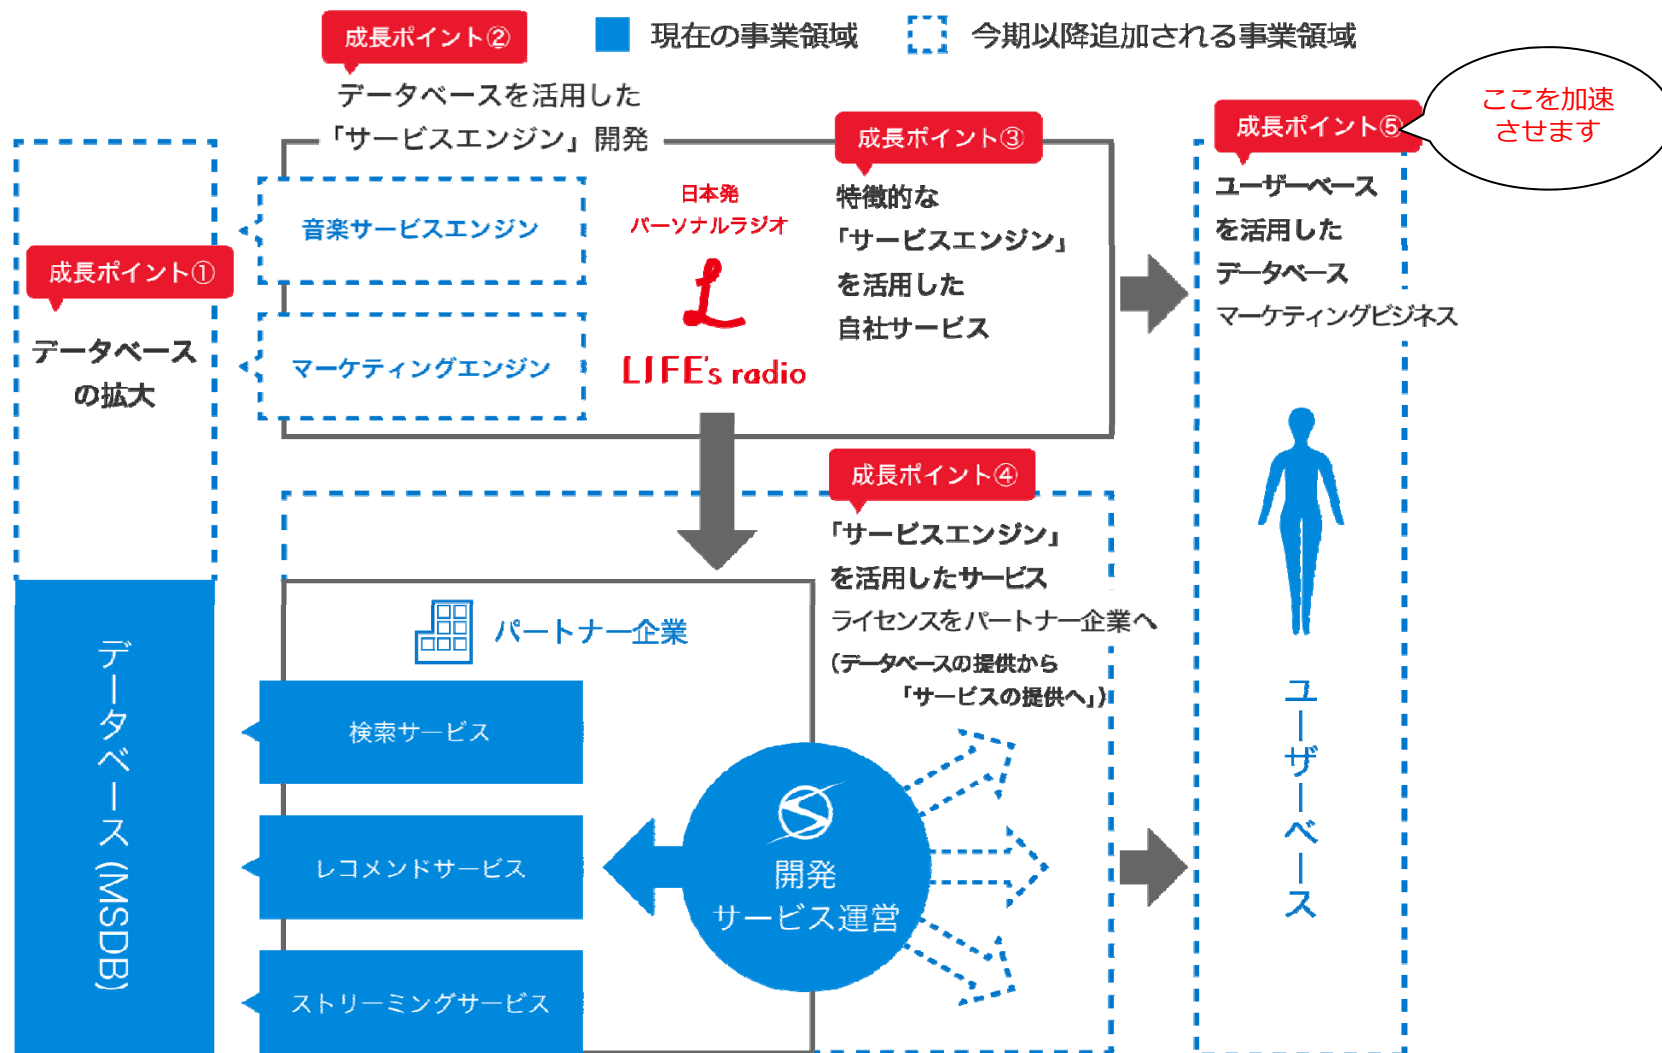 成長ポイント②
現在の事業領域
今期以降追加される事業領域
データベースを活用した
「サービスエンジン」開発
ここを加速
させます
成長ポイント①
データベース
の拡大
音楽サービスエンジン
マーケティングエンジン
日本発
パーソナルラジオ
L
LIFE's radio
成長ポイント③
特徴的な
「サービスエンジン」
を活用した
自社サービス
成長ポイント⑤
ユーザーベース
を活用した
データベース
マーケティングビジネス
成長ポイント④
「サービスエンジン」
を活用したサービス
ライセンスをパートナー企業へ
(データベースの提供から
「サービスの提供へ」)
パートナー企業
データベース(MSDB)
検索サービス
レコメンドサービス
ストリーミングサービス
開発
サービス運営
ユーザーベース